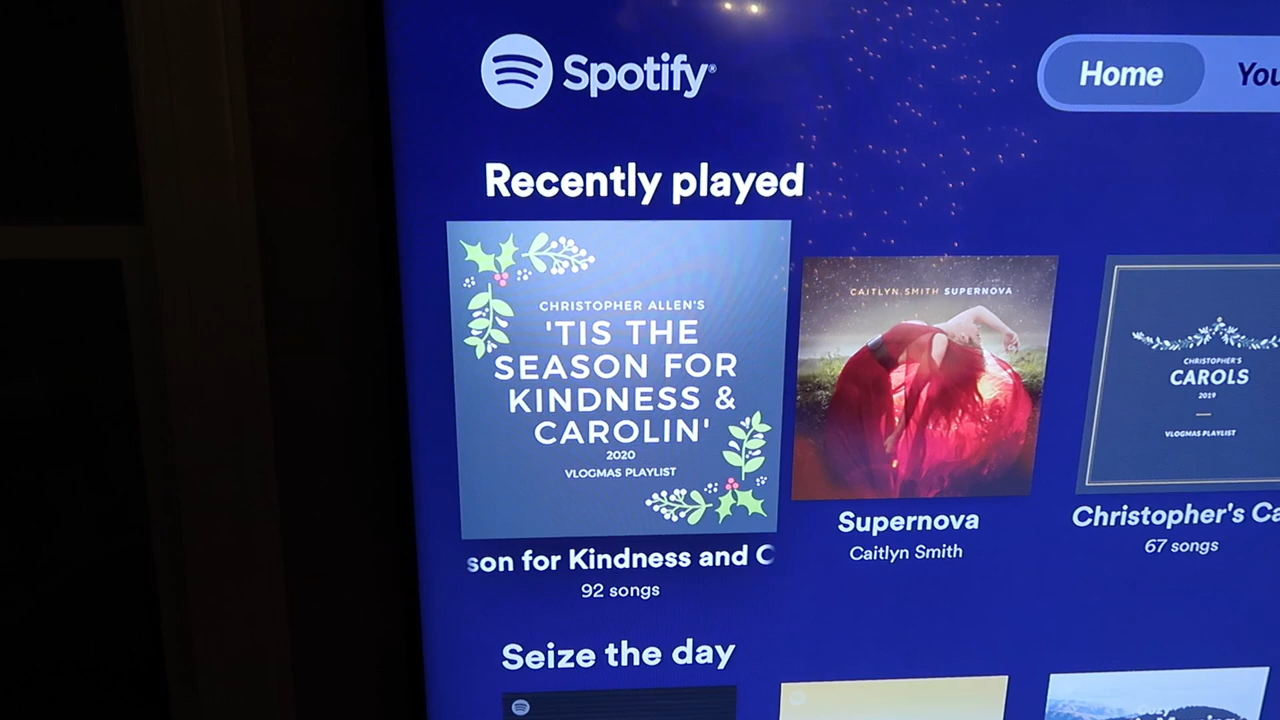 Spotify®
Home
You
Recently played
CHRISTOPHER ALLEN'S
'TIS THE
SEASON FOR
KINDNESS &
CAROLIN'
2020
VLOGMAS PLAYLIST
son for Kindness and C
92 songs
CAITLYN SMITH SUPERNOVA
Supernova
Caitlyn Smith
CHRISTOPHER'S
CAROLS
2019
VLOGMAS PLAYLIST
Christopher's Ca
67 songs
Seize the day